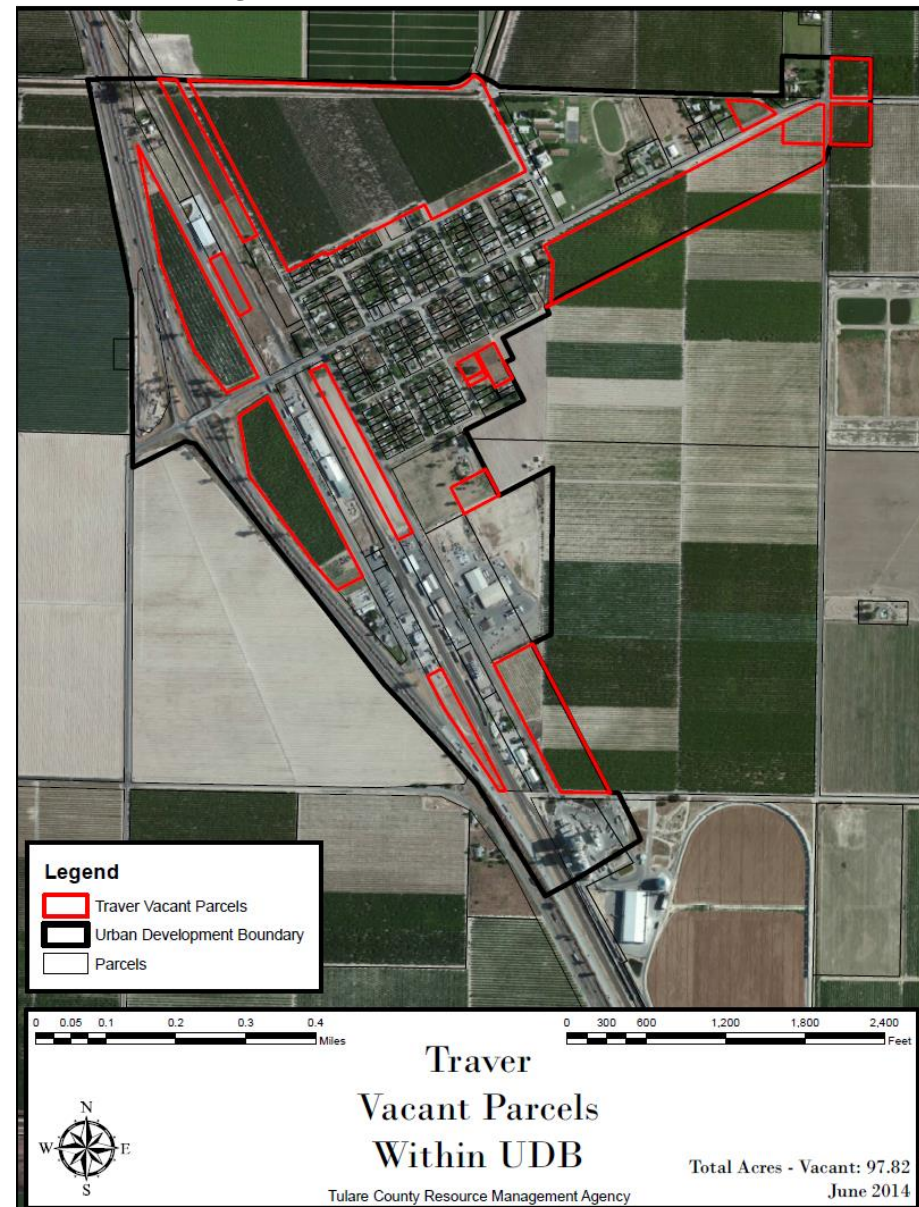 Legend
Traver Vacant Parcels
Urban Development Boundary
Parcels
0 0.05 0.1 0.2 0.3 0.4
Miles
0 300 600 1,200 1,800 2,400
Feet
Traver
Vacant Parcels
Within UDB
N
W E
S
Total Acres - Vacant: 97.82
June 2014
Tulare County Resource Management Agency